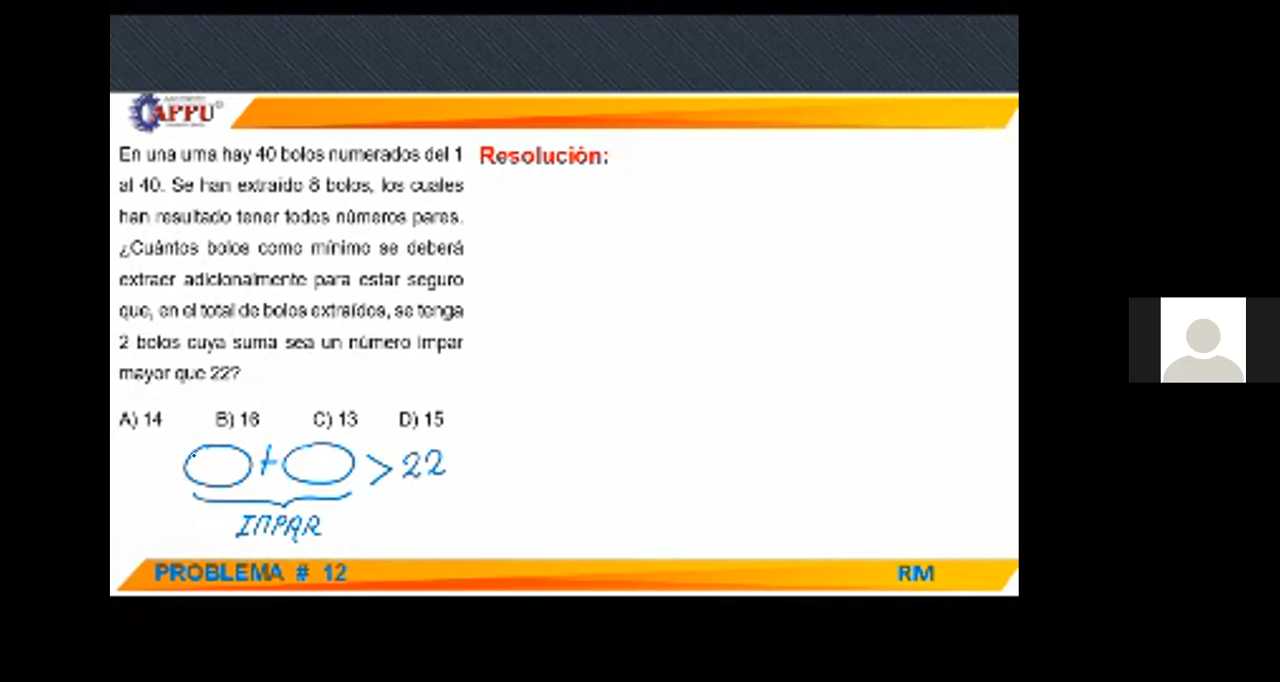 APPU
En una urna hay 40 bolos numerados del 1
al 40. Se han extraído 8 bolos, los cuales
han resultado tener todos números pares.
¿Cuántos bolos como mínimo se deberá
extraer adicionalmente para estar seguro
que, en el total de bolos extraídos, se tenga
2 bolos cuya suma sea un número impar
mayor que 22?
A) 14 B) 16 C) 13 D) 15
+ > 22
IMPAR
Resolución:
PROBLEMA # 12
RM